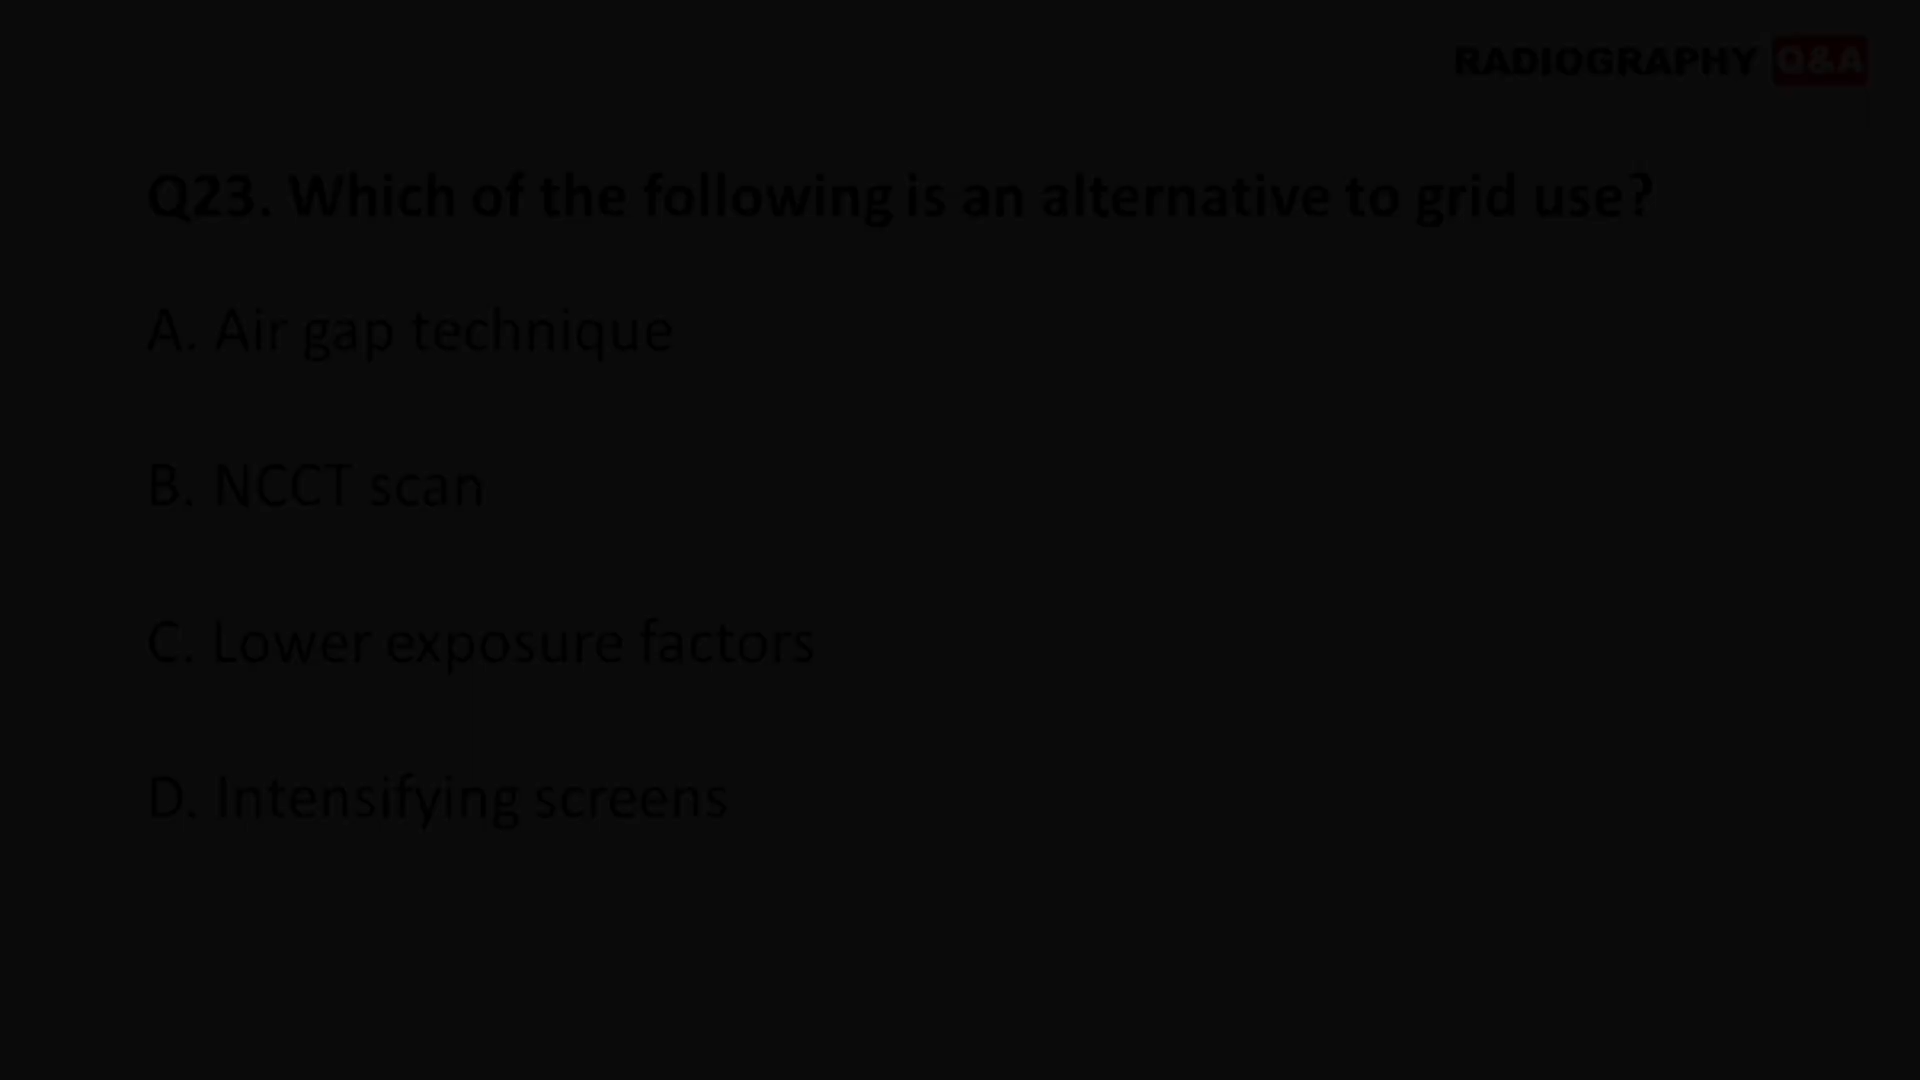 RADIOGRAPHY Q&A
Q23. Which of the following is an alternative to grid use?
A. Air gap technique
B. NCCT scan
C. Lower exposure factors
D. Intensifying screens